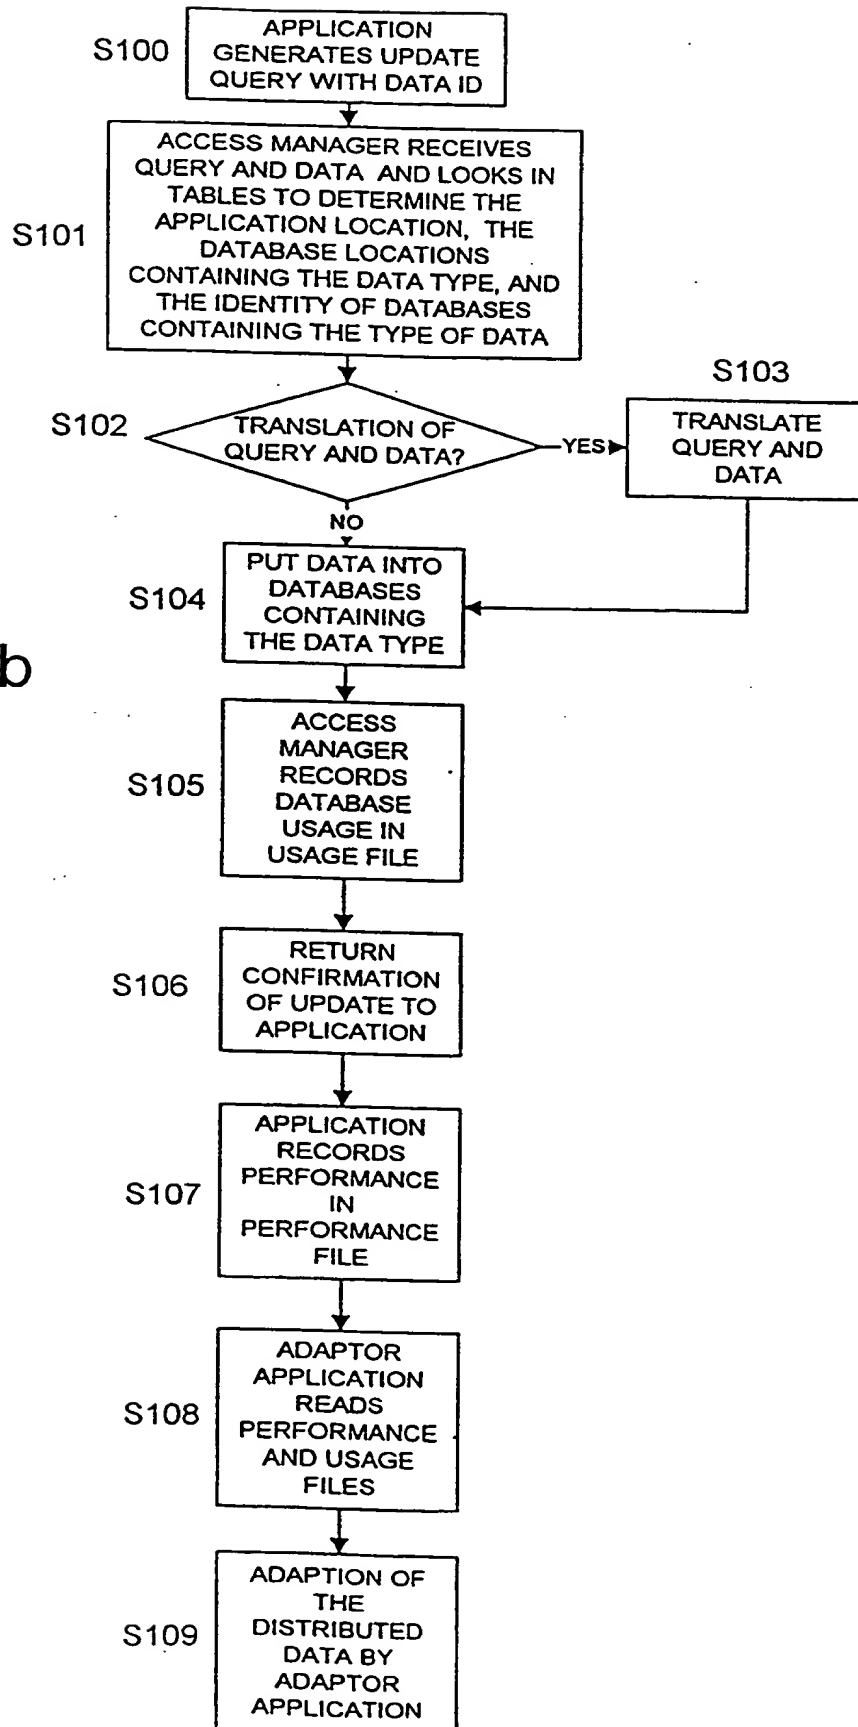 S100
APPLICATION
GENERATES UPDATE
QUERY WITH DATA ID
S101
ACCESS MANAGER RECEIVES
QUERY AND DATA AND LOOKS IN
TABLES TO DETERMINE THE
APPLICATION LOCATION, THE
DATABASE LOCATIONS
CONTAINING THE DATA TYPE, AND
THE IDENTITY OF DATABASES
CONTAINING THE TYPE OF DATA
S102
TRANSLATION OF
QUERY AND DATA?
YES
S103
TRANSLATE
QUERY AND
DATA
NO
S104
PUT DATA INTO
DATABASES
CONTAINING
THE DATA TYPE
b
S105
ACCESS
MANAGER
RECORDS
DATABASE
USAGE IN
USAGE FILE
S106
RETURN
CONFIRMATION
OF UPDATE TO
APPLICATION
S107
APPLICATION
RECORDS
PERFORMANCE
IN
PERFORMANCE
FILE
S108
ADAPTOR
APPLICATION
READS
PERFORMANCE
AND USAGE
FILES
S109
ADAPTION OF
THE
DISTRIBUTED
DATA BY
ADAPTOR
APPLICATION